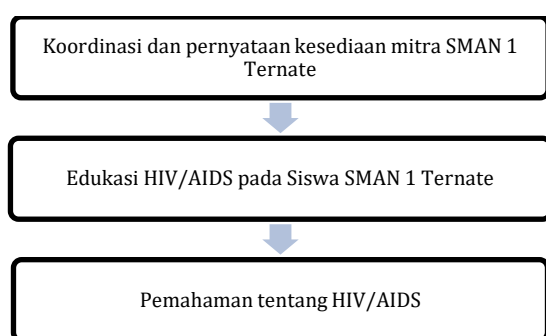 Koordinasi dan pernyataan kesediaan mitra SMAN 1
Ternate
Edukasi HIV/AIDS pada Siswa SMAN 1 Ternate
Pemahaman tentang HIV/AIDS